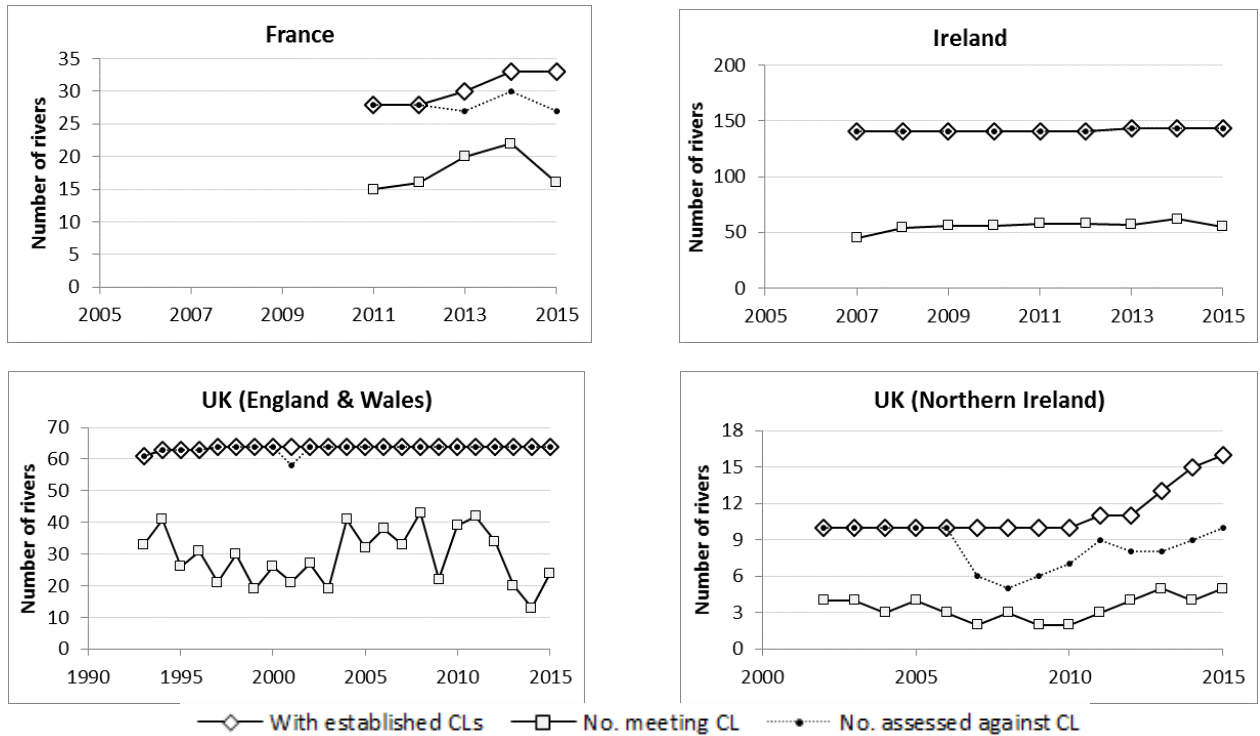 France
Number of rivers
35
30
25
20
15
10
5
0
2005 2007 2009 2011 2013 2015
Ireland
Number of rivers
200
150
100
50
0
2005 2007 2009 2011 2013 2015
UK (England & Wales)
Number of rivers
70
60
50
40
30
20
10
0
1990 1995 2000 2005 2010 2015
UK (Northern Ireland)
Number of rivers
18
15
12
9
6
3
0
2000 2005 2010 2015
With established CLs No. meeting CL No. assessed against CL